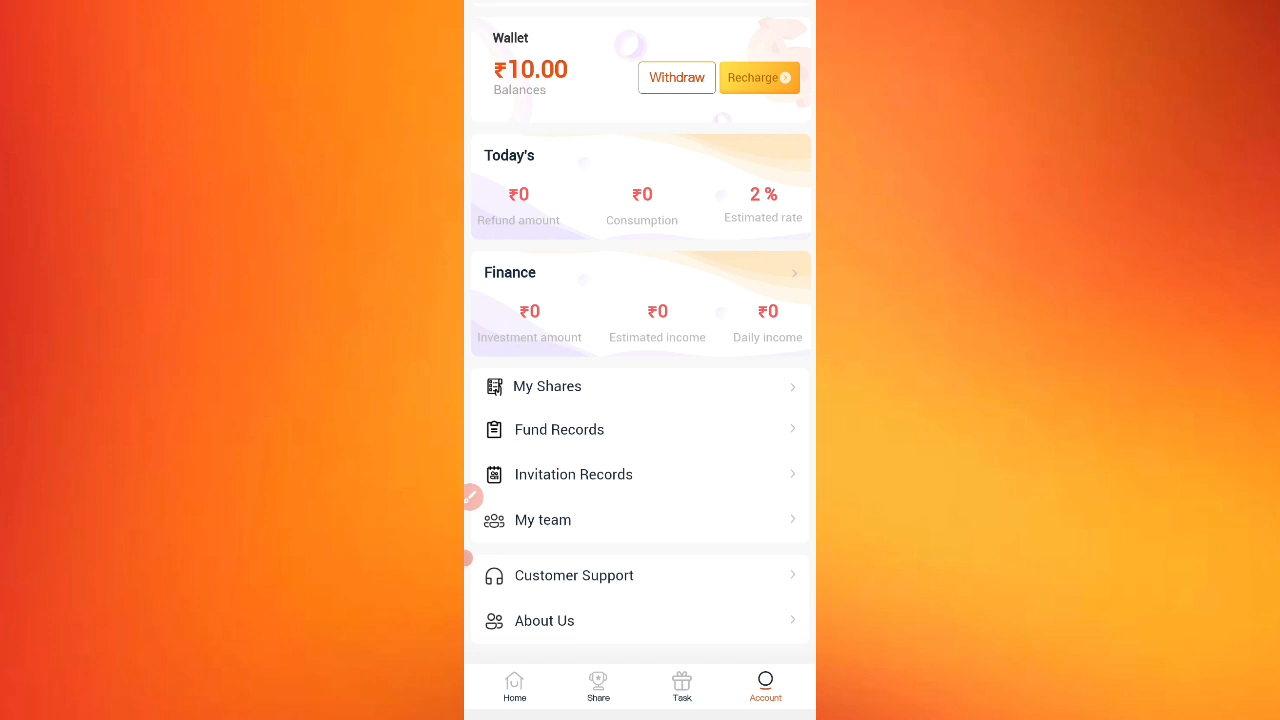 Wallet
₹10.00
Balances
Withdraw
Recharge
Today's
₹0 ₹0 2 %
Refund amount Consumption Estimated rate
Finance
₹0 ₹0 ₹0
Investment amount Estimated income Daily income
My Shares
Fund Records
Invitation Records
My team
Customer Support
About Us
Home Share Task Account